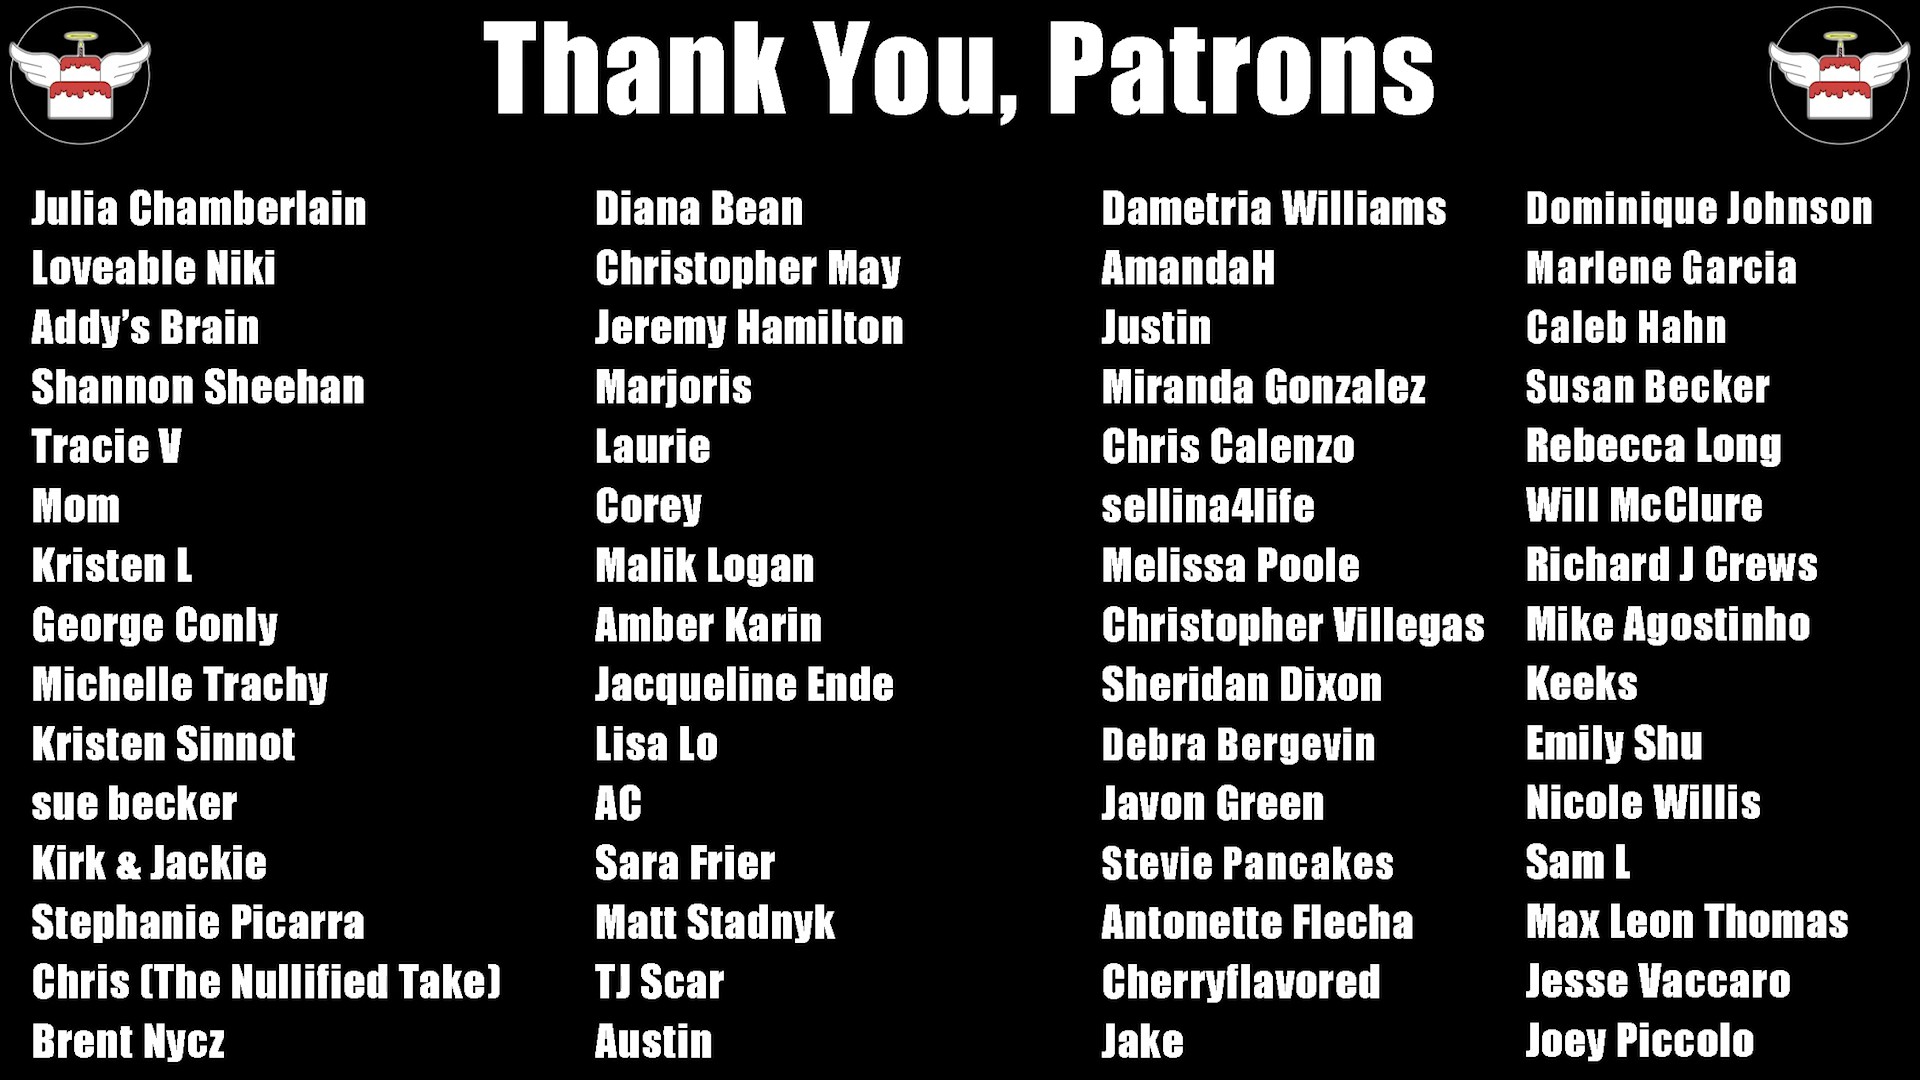 Thank You, Patrons
Julia Chamberlain
Loveable Niki
Addy’s Brain
Shannon Sheehan
Tracie V
Mom
Kristen L
George Conly
Michelle Trachy
Kristen Sinnot
sue becker
Kirk & Jackie
Stephanie Picarra
Chris (The Nullified Take)
Brent Nycz
Diana Bean
Christopher May
Jeremy Hamilton
Marjoris
Laurie
Corey
Malik Logan
Amber Karin
Jacqueline Ende
Lisa Lo
AC
Sara Frier
Matt Stadnyk
TJ Scar
Austin
Dametria Williams
AmandaH
Justin
Miranda Gonzalez
Chris Calenzo
sellina4life
Melissa Poole
Christopher Villegas
Sheridan Dixon
Debra Bergevin
Javon Green
Stevie Pancakes
Antonette Flecha
Cherryflavored
Jake
Dominique Johnson
Marlene Garcia
Caleb Hahn
Susan Becker
Rebecca Long
Will McClure
Richard J Crews
Mike Agostinho
Keeks
Emily Shu
Nicole Willis
Sam L
Max Leon Thomas
Jesse Vaccaro
Joey Piccolo